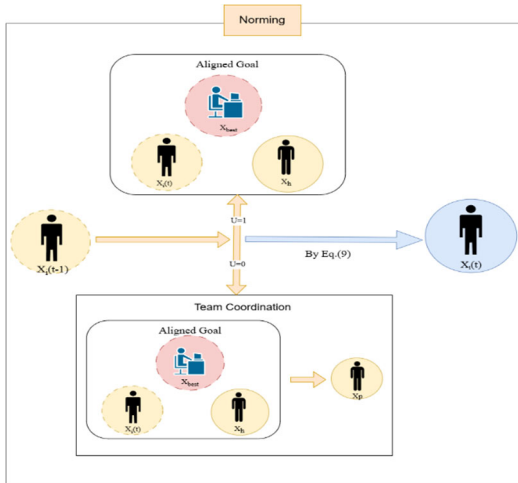 Norming
Aligned Goal
Xbest
Xi(t)
Xh
U=1
Xi(t-1)
By Eq.(9)
Xi(t)
U=0
Team Coordination
Aligned Goal
Xbest
Xi(t)
Xh
Xp